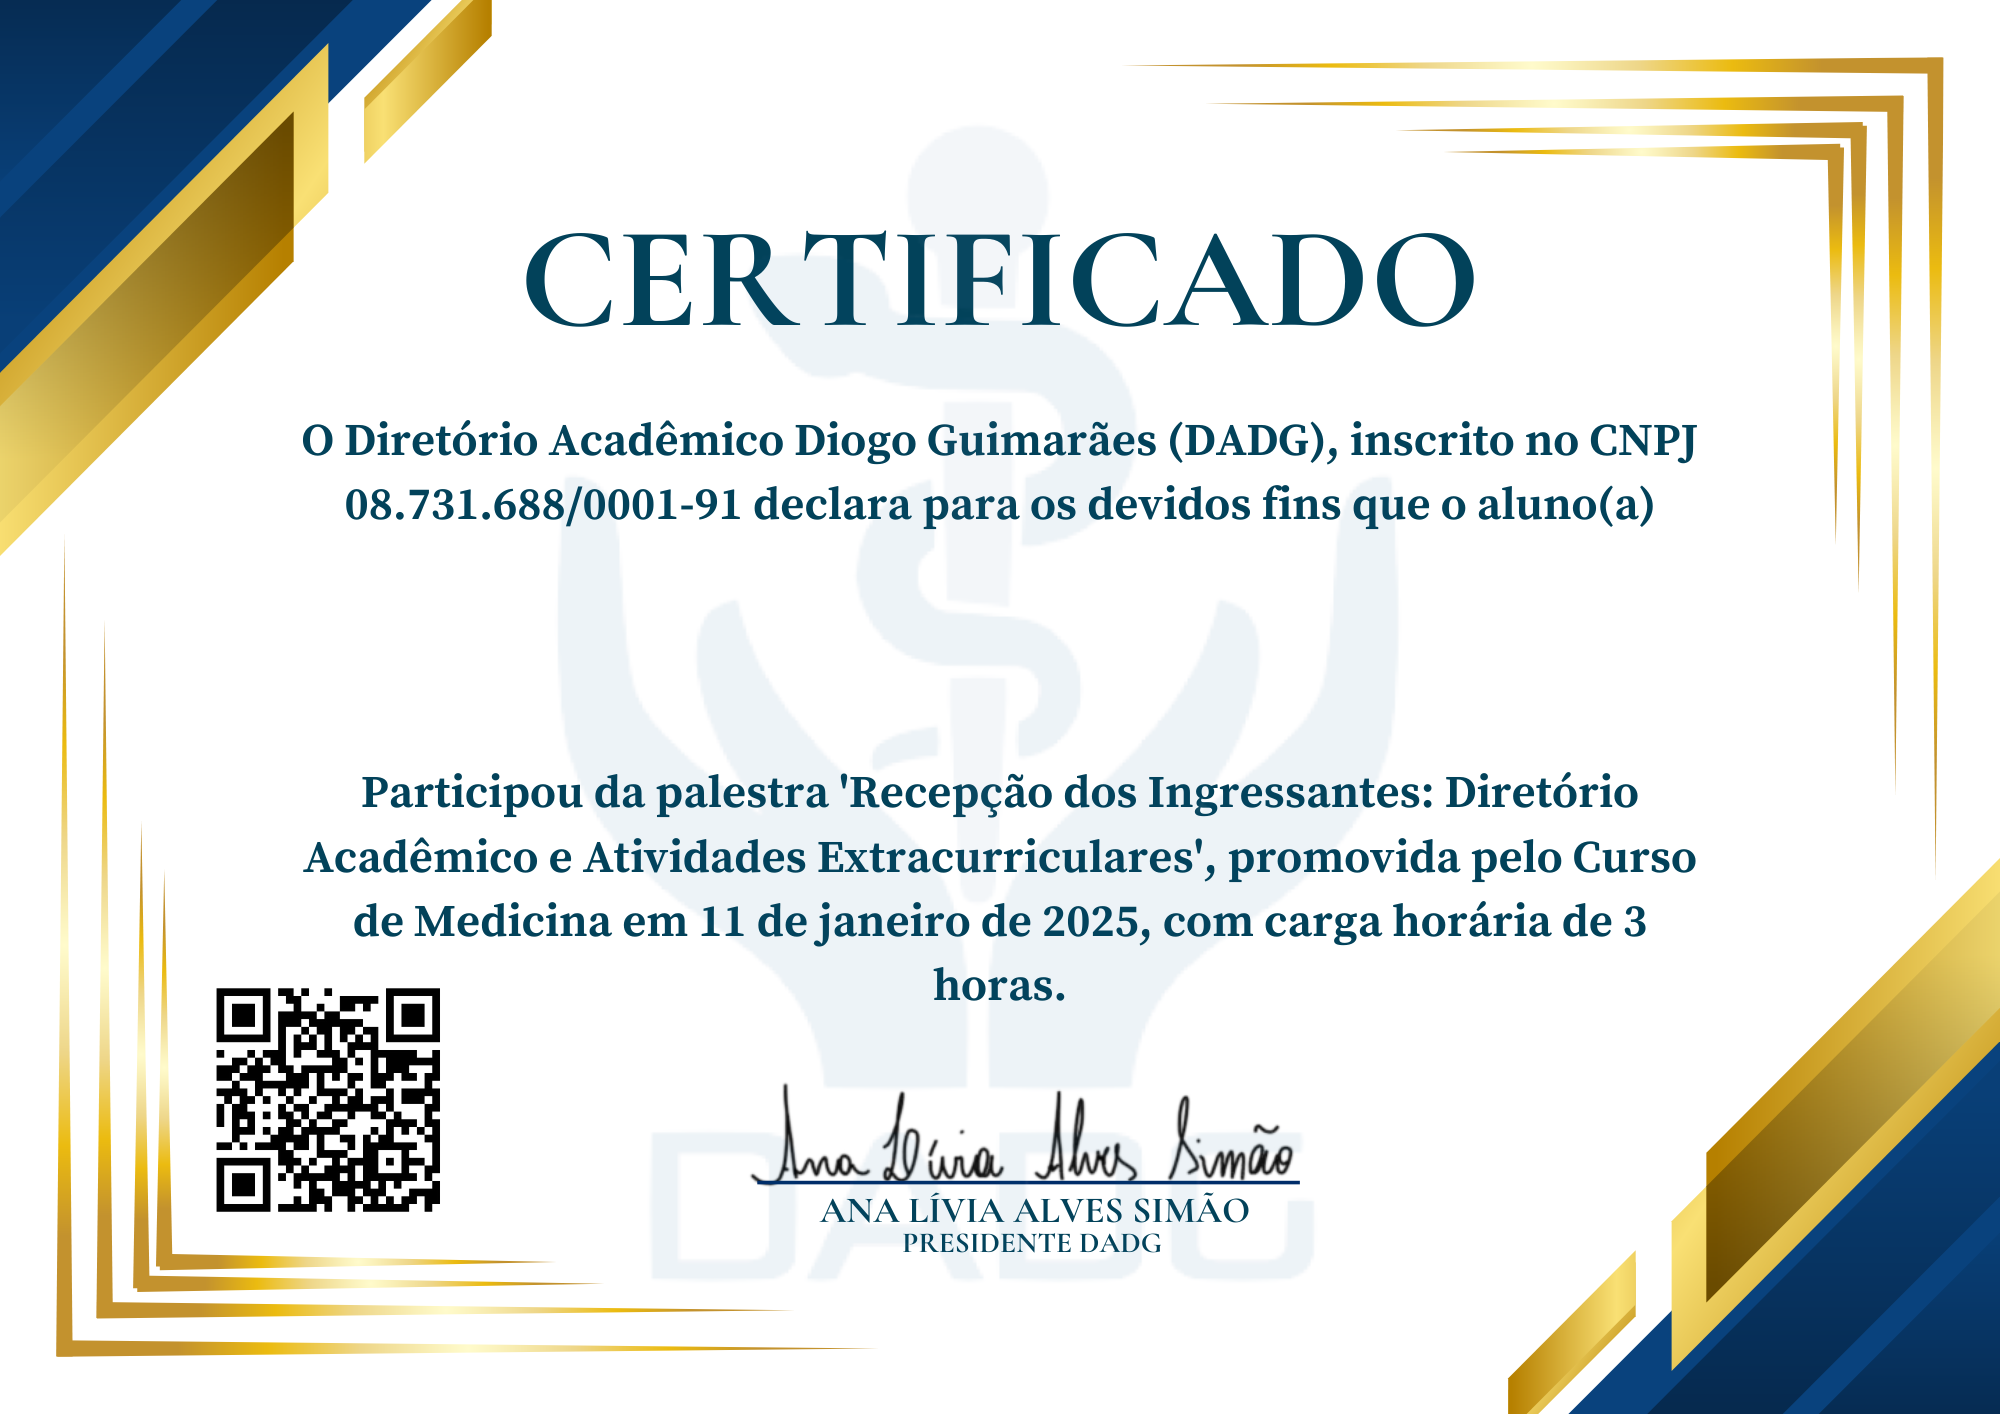 CERTIFICADO
O Diretório Acadêmico Diogo Guimarães (DADG), inscrito no CNPJ
08.731.688/0001-91 declara para os devidos fins que o aluno(a)
Participou da palestra 'Recepção dos Ingressantes: Diretório
Acadêmico e Atividades Extracurriculares', promovida pelo Curso
de Medicina em 11 de janeiro de 2025, com carga horária de 3
horas.
Ana Lívia Alves Simão
ANA LÍVIA ALVES SIMÃO
PRESIDENTE DADG
DADG